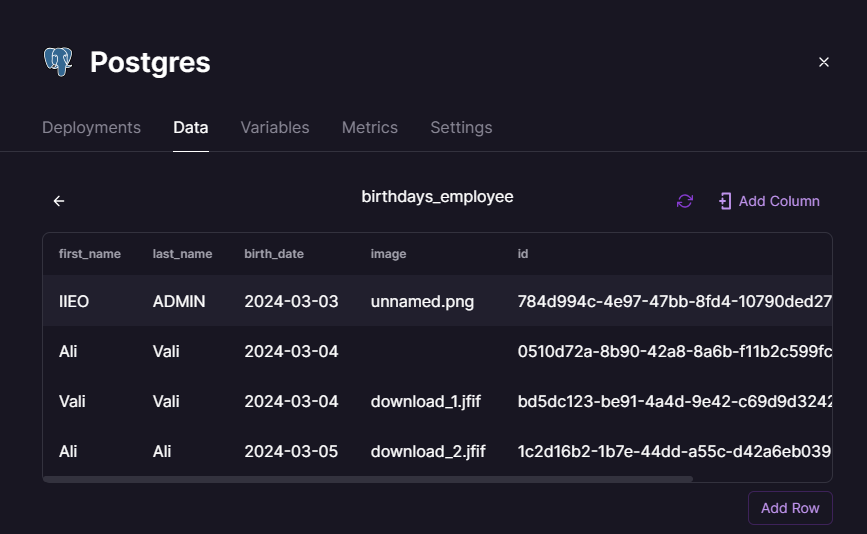 Postgres
Deployments Data Variables Metrics Settings
birthdays_employee
Add Column
first_name last_name birth_date image id
IIEO ADMIN 2024-03-03 unnamed.png 784d994c-4e97-47bb-8fd4-10790ded27
Ali Vali 2024-03-04 0510d72a-8b90-42a8-8a6b-f11b2c599fc
Vali Vali 2024-03-04 download_1.jfif bd5dc123-be91-4a4d-9e42-c69d9d3242
Ali Ali 2024-03-05 download_2.jfif 1c2d16b2-1b7e-44dd-a55c-d42a6eb039
Add Row